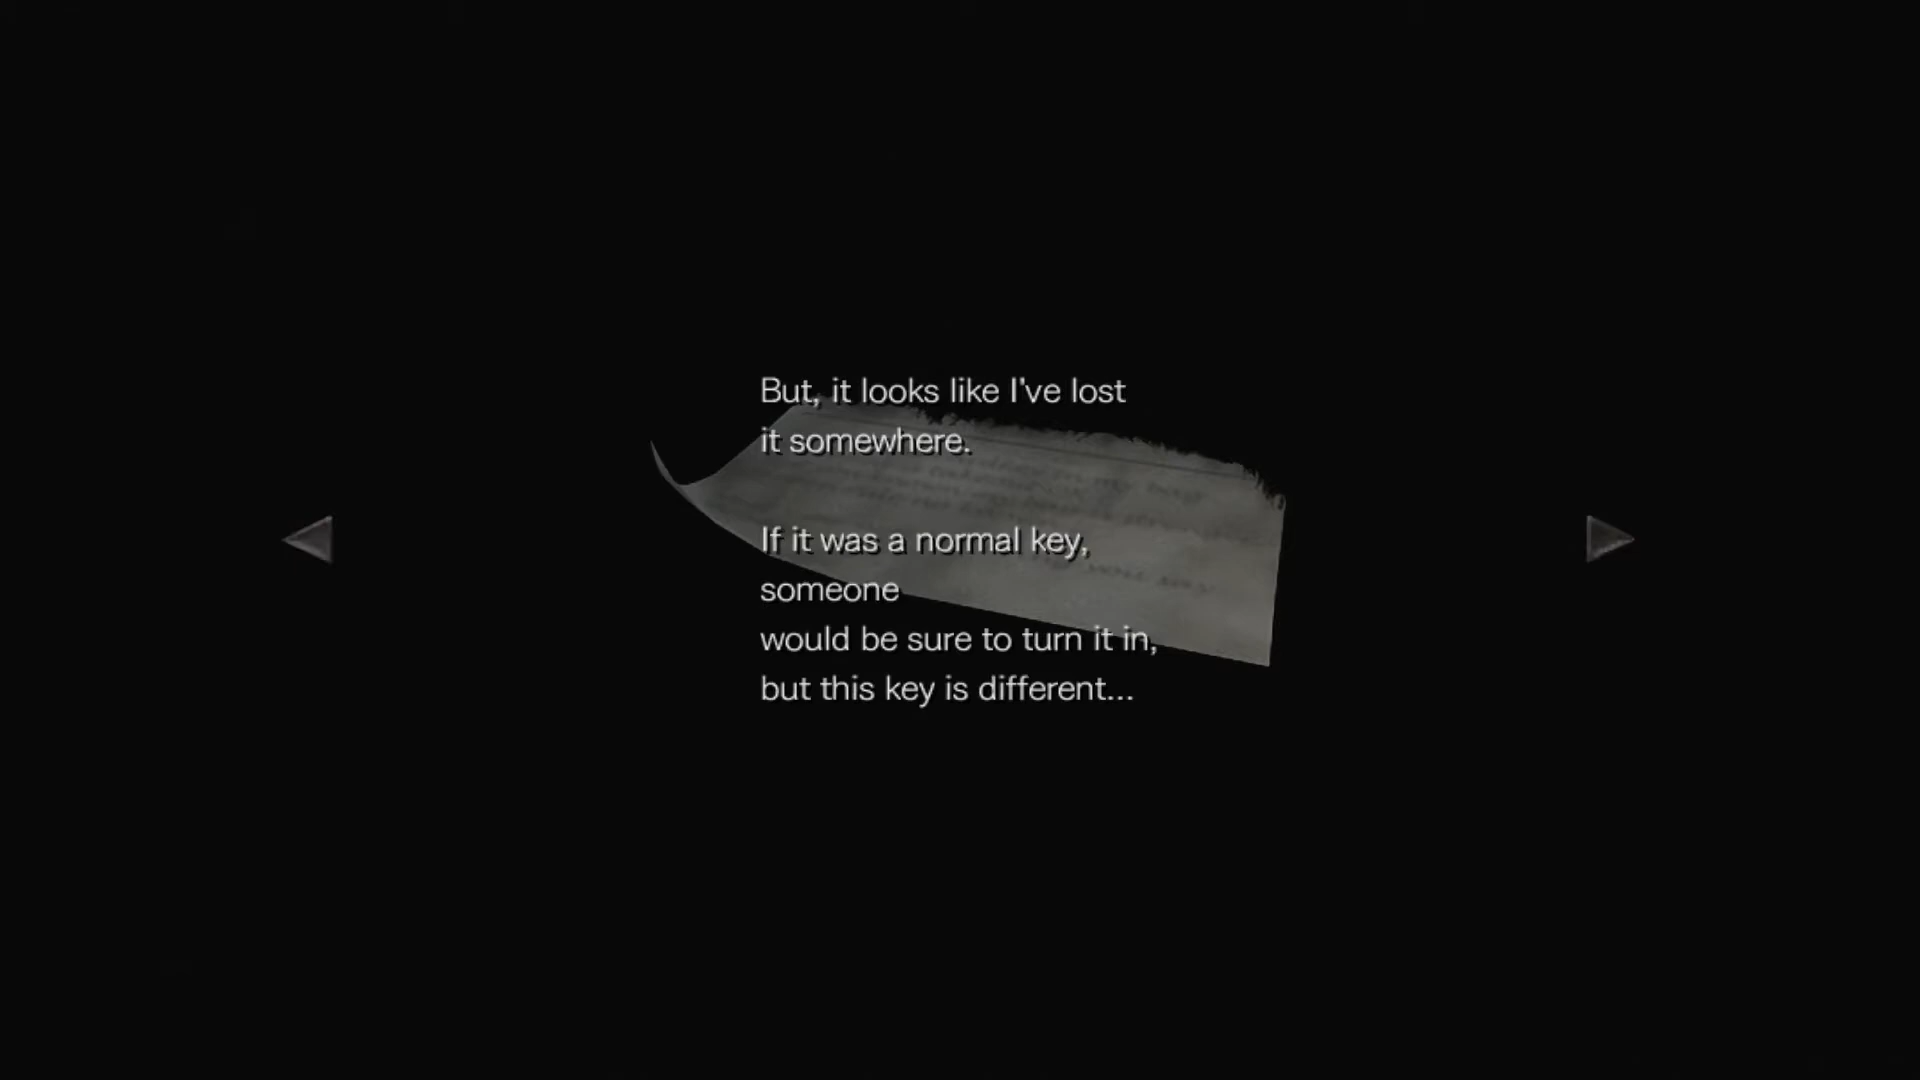 But, it looks like I've lost
it somewhere.
If it was a normal key,
someone
would be sure to turn it in,
but this key is different...